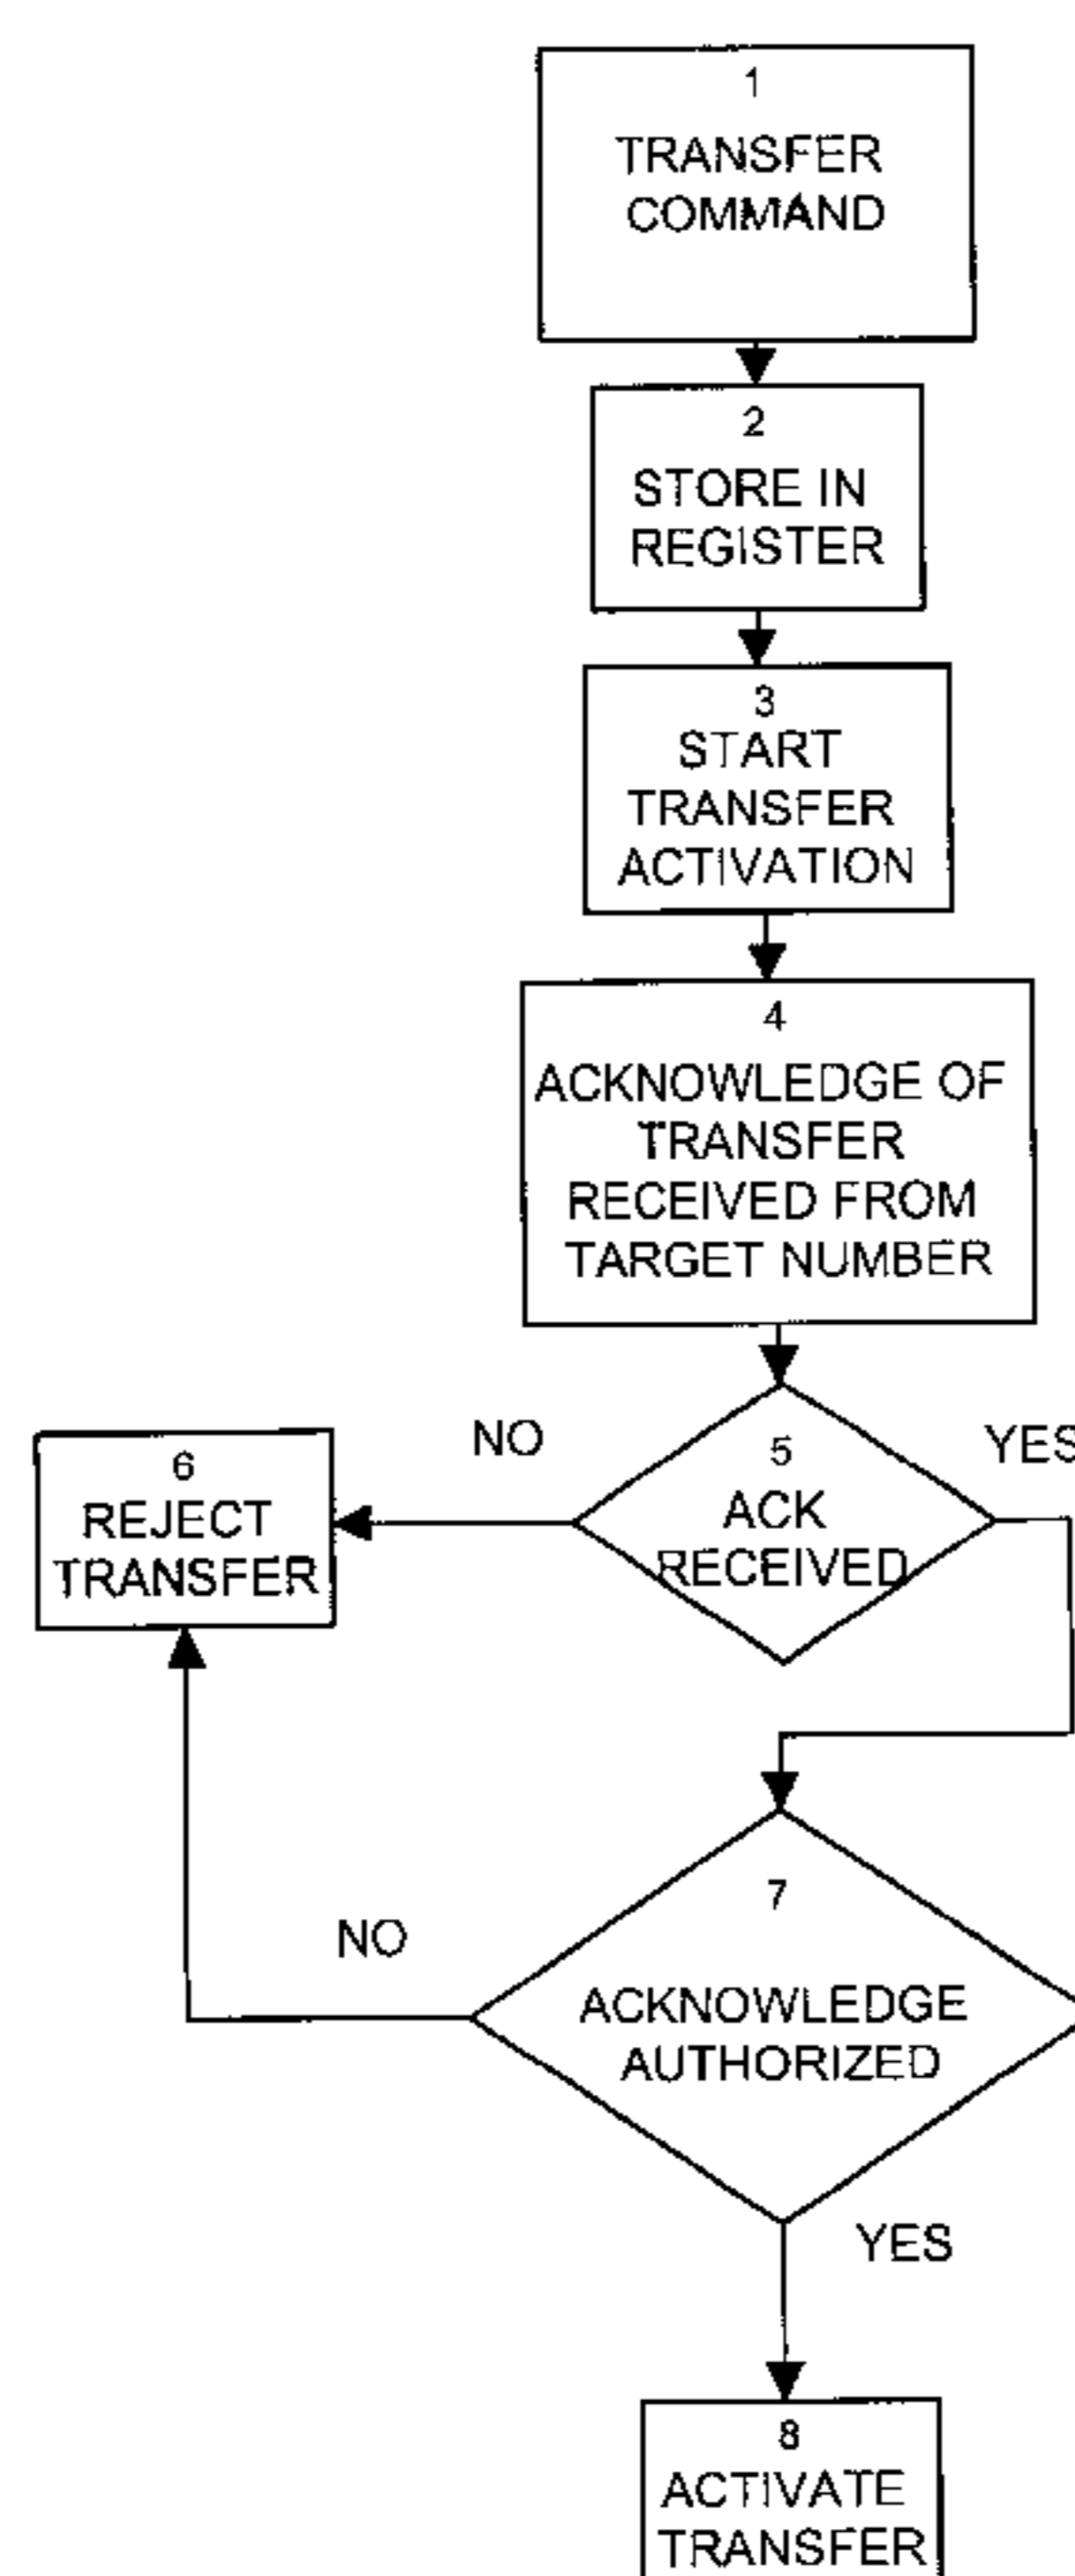 1
TRANSFER
COMMAND
2
STORE IN
REGISTER
3
START
TRANSFER
ACTIVATION
4
ACKNOWLEDGE OF
TRANSFER
RECEIVED FROM
TARGET NUMBER
NO
YES
5
ACK
RECEIVED
6
REJECT
TRANSFER
7
NO
ACKNOWLEDGE
AUTHORIZED
YES
8
ACTIVATE
TRANSFER